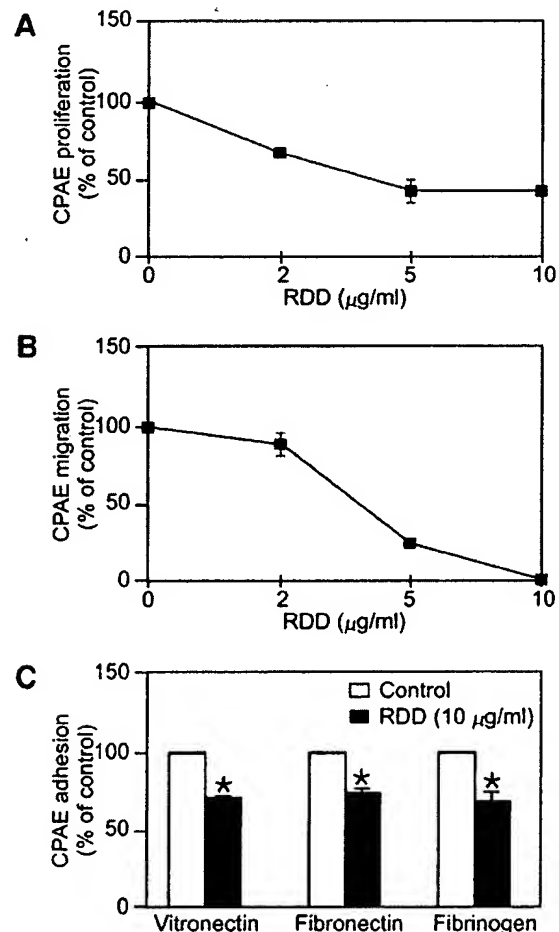 A
CPAE proliferation
(% of control)
150
100
50
0
0 2 5 10
RDD (μg/ml)
B
CPAE migration
(% of control)
150
100
50
0
0 2 5 10
RDD (μg/ml)
C
CPAE adhesion
(% of control)
150
100
50
0
Control
RDD (10 μg/ml)
★ ★ ★
Vitronectin Fibronectin Fibrinogen